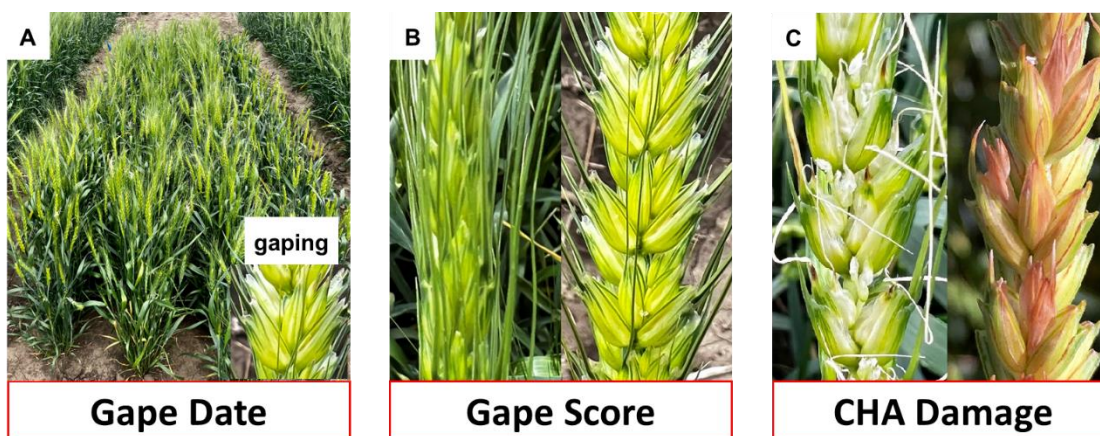 A
gaping
Gape Date
B
Gape Score
C
CHA Damage